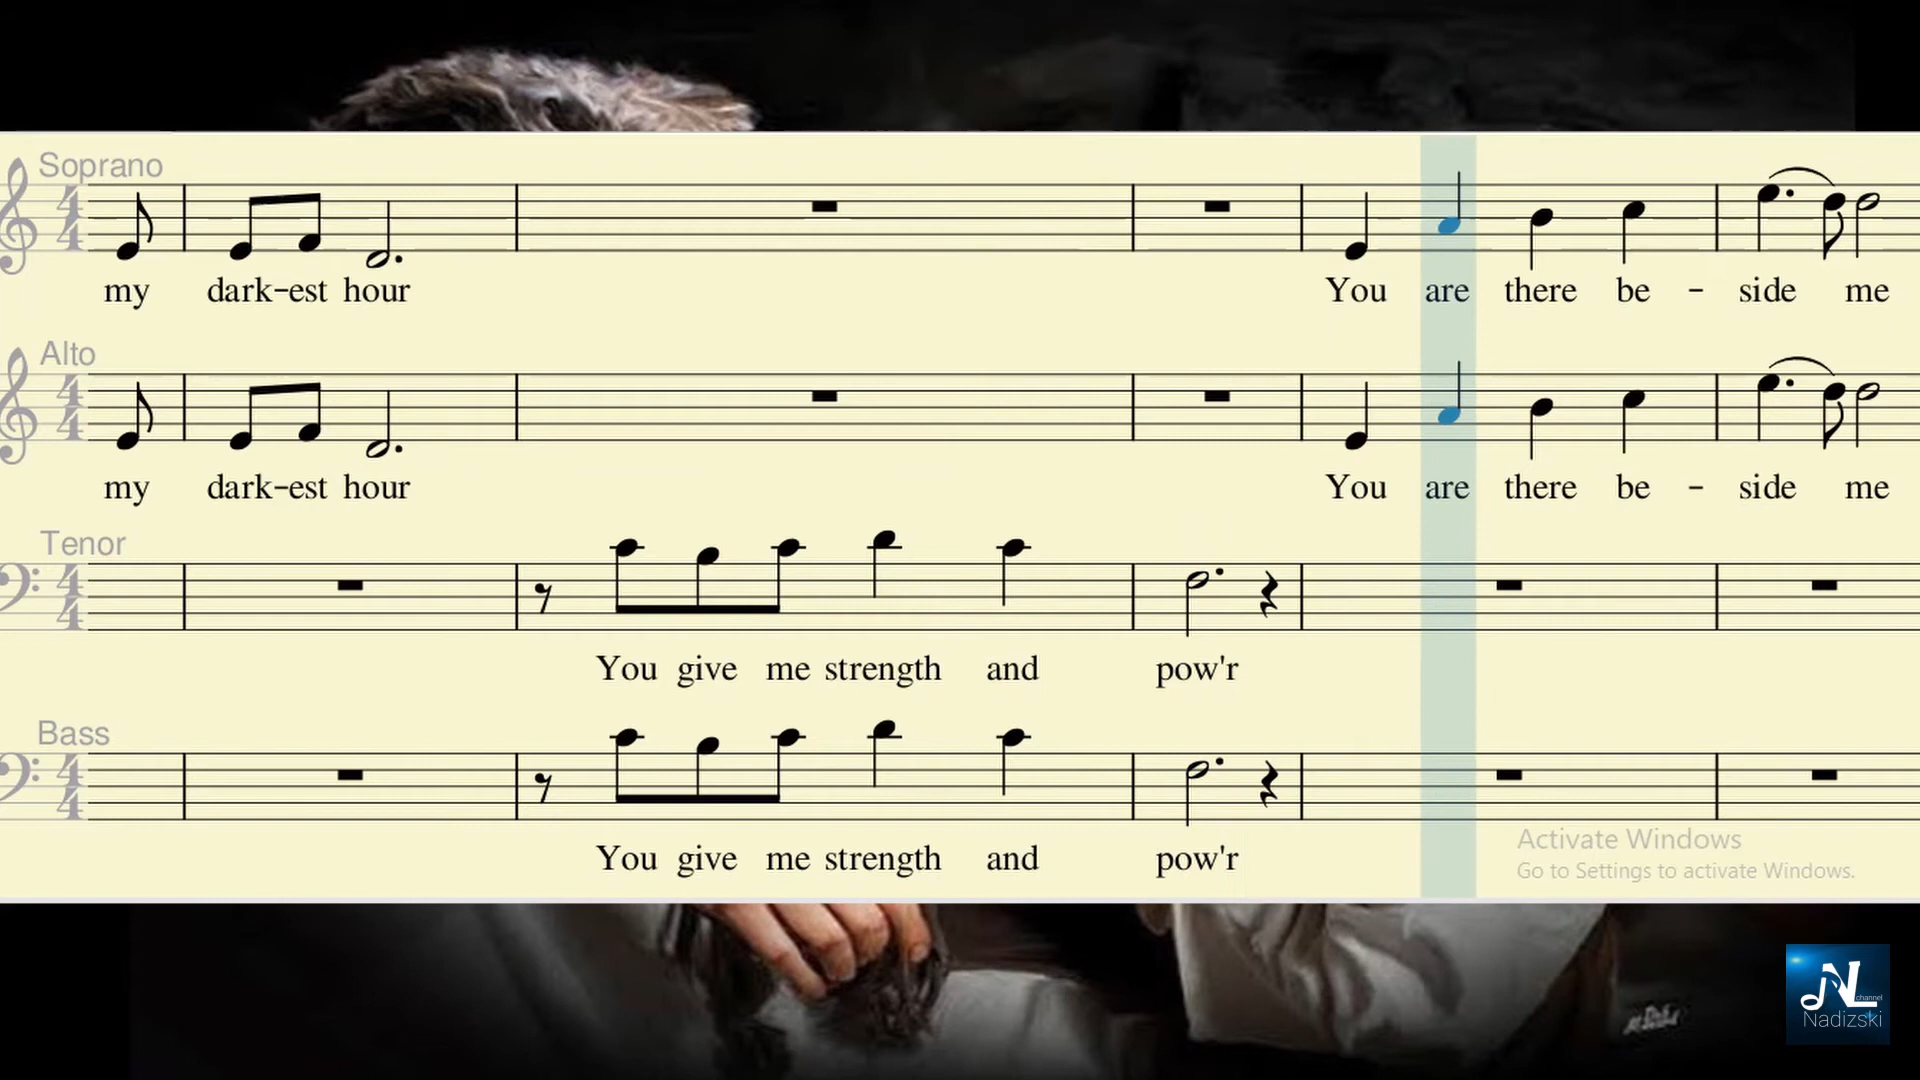 Soprano
my dark-est hour You are there be - side me
Alto
my dark-est hour You are there be - side me
Tenor
You give me strength and pow'r
Bass
You give me strength and pow'r
Activate Windows
Go to Settings to activate Windows.
NL
channel
Nadizski